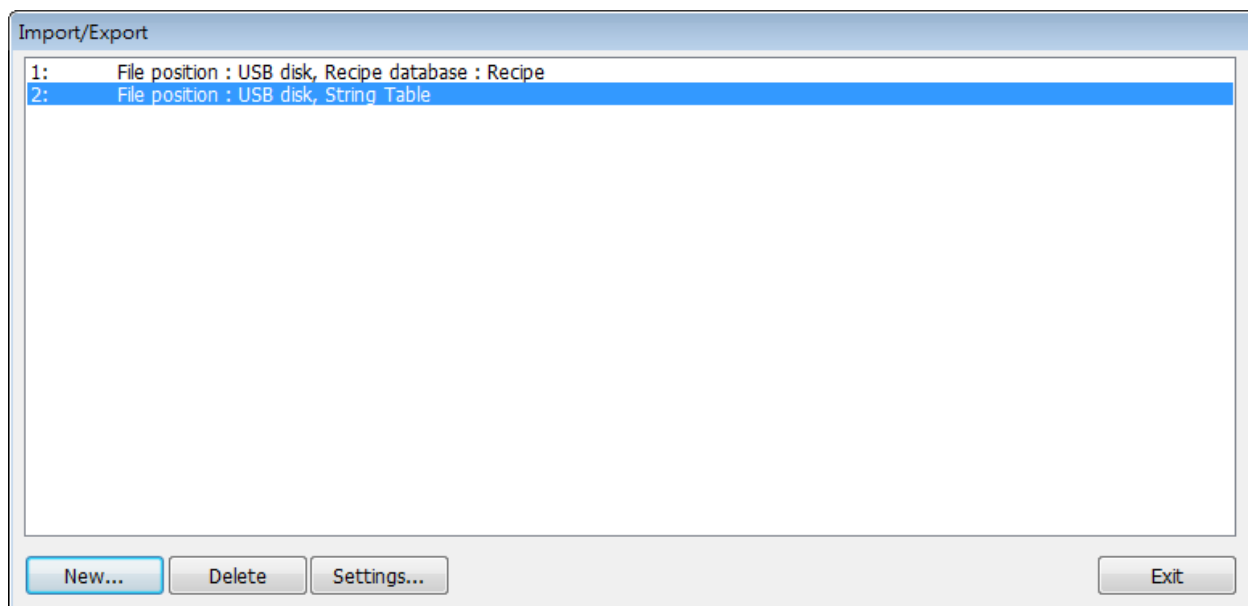 Import/Export
1: File position : USB disk, Recipe database : Recipe
2: File position : USB disk, String Table
New... Delete Settings... Exit